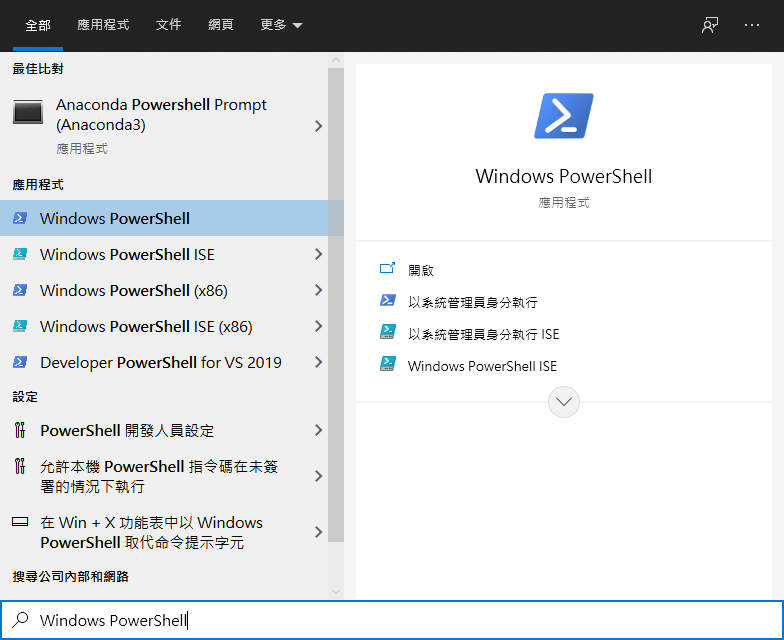 全部 應用程式 文件 網頁 更多
最佳比對
Anaconda Powershell Prompt
(Anaconda3)
應用程式
應用程式
Windows PowerShell
Windows PowerShell ISE
Windows PowerShell (x86)
Windows PowerShell ISE (x86)
Developer PowerShell for VS 2019
設定
PowerShell 開發人員設定
允許本機 PowerShell 指令碼在未簽
署的情況下執行
在 Win + X 功能表中以 Windows
PowerShell 取代命令提示字元
搜尋公司內部和網路
Windows PowerShell
應用程式
開啟
以系統管理員身分執行
以系統管理員身分執行 ISE
Windows PowerShell ISE
Windows PowerShell